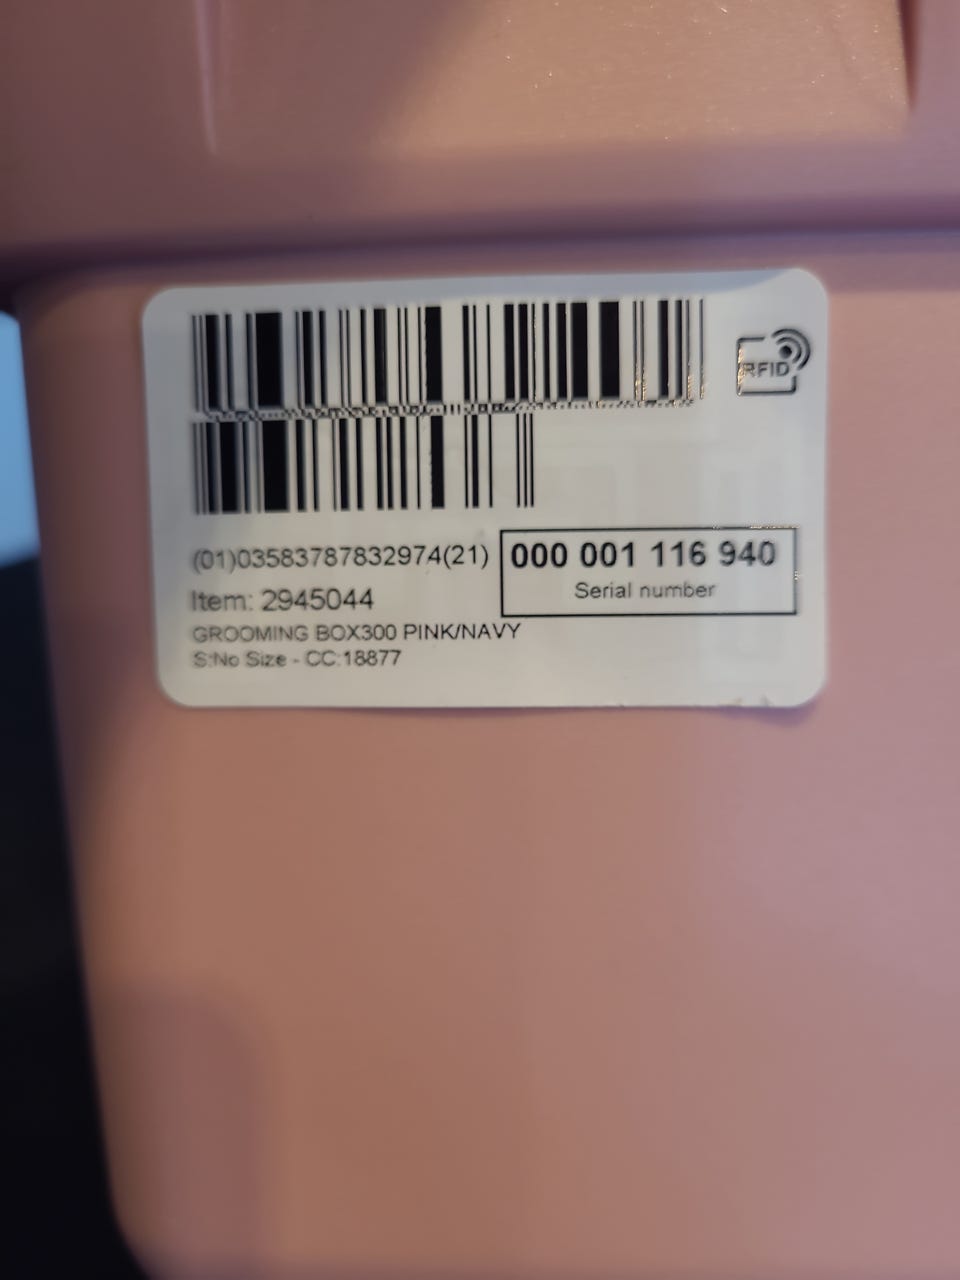 RFID
(01)03583787832974(21)
000 001 116 940
Serial number
Item: 2945044
GROOMING BOX300 PINK/NAVY
S:No Size - CC:18877